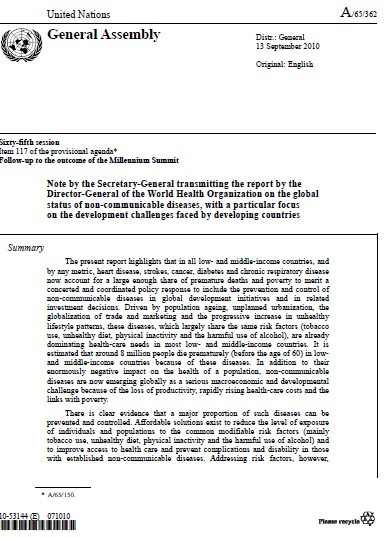 United Nations
A/65/362
General Assembly
Distr.: General
13 September 2010
Original: English
Sixty-fifth session
Item 117 of the provisional agenda*
Follow-up to the outcome of the Millennium Summit
Note by the Secretary-General transmitting the report by the
Director-General of the World Health Organization on the global
status of non-communicable diseases, with a particular focus
on the development challenges faced by developing countries
Summary
The present report highlights that in all low- and middle-income countries, and
by any metric, heart disease, strokes, cancer, diabetes and chronic respiratory disease
now account for a large enough share of premature deaths and poverty to merit a
concerted and coordinated policy response to include the prevention and control of
non-communicable diseases in global development initiatives and in related
investment decisions. Driven by population ageing, unplanned urbanization, the
globalization of trade and marketing and the progressive increase in unhealthy
lifestyle patterns, these diseases, which largely share the same risk factors (tobacco
use, unhealthy diet, physical inactivity and the harmful use of alcohol), are already
dominating health-care needs in most low- and middle-income countries. It is
estimated that around 8 million people die prematurely (before the age of 60) in low-
and middle-income countries because of these diseases. In addition to their
enormously negative impact on the health of a population, non-communicable
diseases are now emerging globally as a serious macroeconomic and developmental
challenge because of the loss of productivity, rapidly rising health-care costs and the
links with poverty.
There is clear evidence that a major proportion of such diseases can be
prevented and controlled. Affordable solutions exist to reduce the level of exposure
of individuals and populations to the common modifiable risk factors (mainly
tobacco use, unhealthy diet, physical inactivity and the harmful use of alcohol) and
to improve access to health care and prevent complications and disability in those
with established non-communicable diseases. Addressing risk factors, however,
* A/65/150.
10-53144 (E) 071010
Please recycle